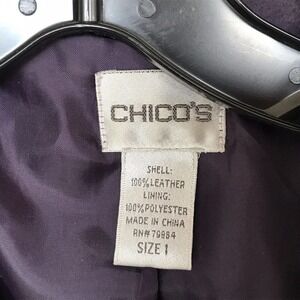 CHICO'S
SHELL:
100% LEATHER
LINING:
100% POLYESTER
MADE IN CHINA
RN# 79984
SIZE 1